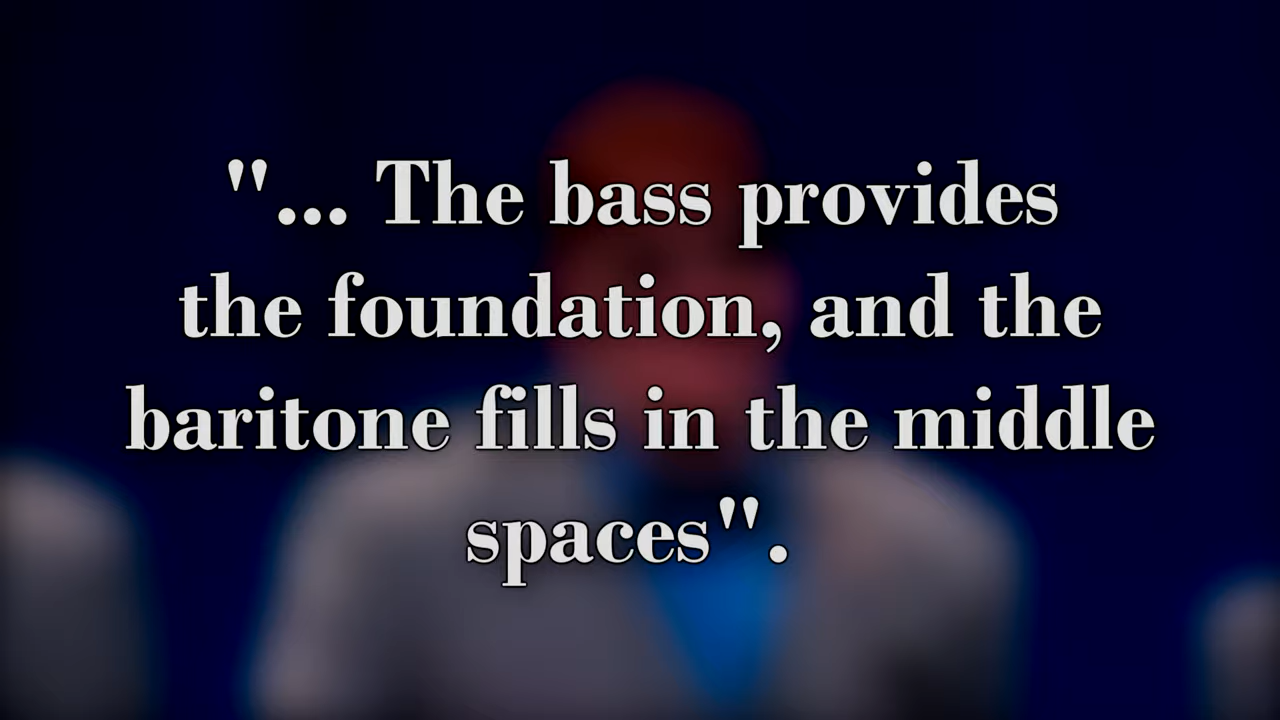 "... The bass provides
the foundation, and the
baritone fills in the middle
spaces".